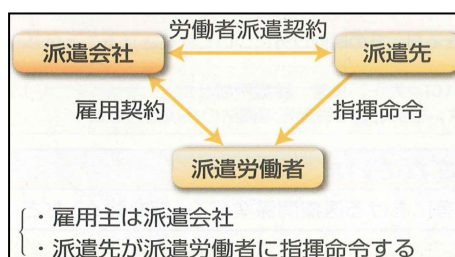 労働者派遣契約
派遣会社
派遣先
雇用契約
指揮命令
派遣労働者
・雇用主は派遣会社
・派遣先が派遣労働者に指揮命令する